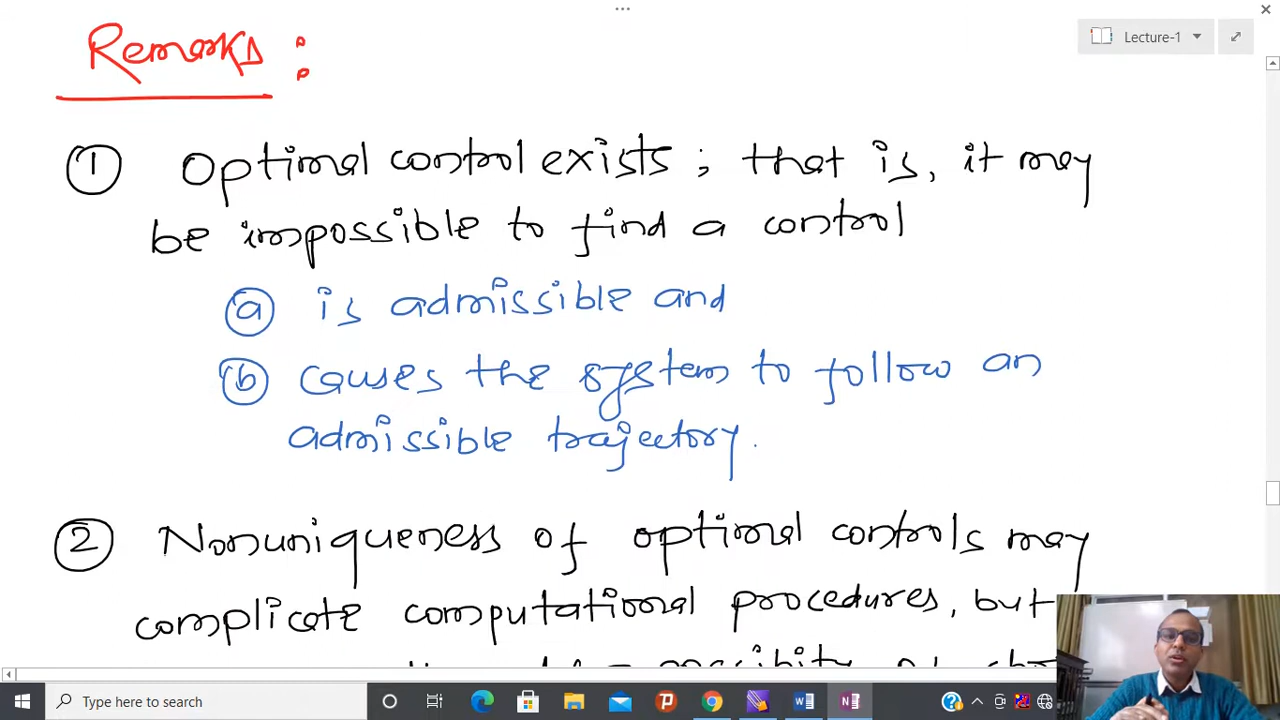 Lecture-1
Remarks :
① Optimal control exists ; that is, it may
be impossible to find a control
ⓐ is admissible and
ⓑ causes the system to follow an
admissible trajectory.
② Nonuniqueness of optimal controls may
complicate computational procedures, but
Type here to search